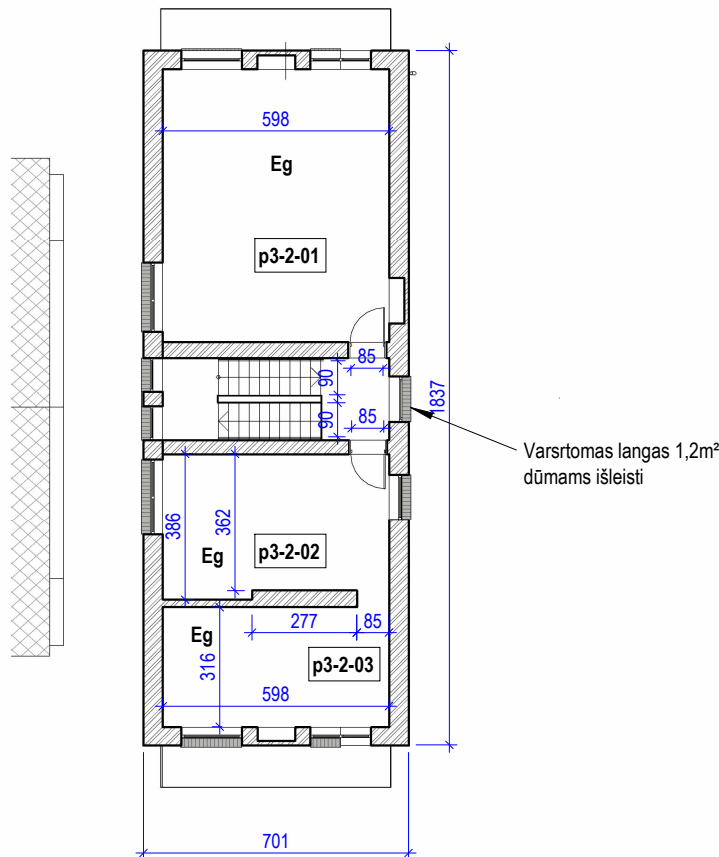 598
Eg
p3-2-01
85
90
90
85
1837
Varsrtomas langas 1,2m²
dūmams išleisti
386
362
Eg
p3-2-02
277
85
Eg
316
p3-2-03
598
701